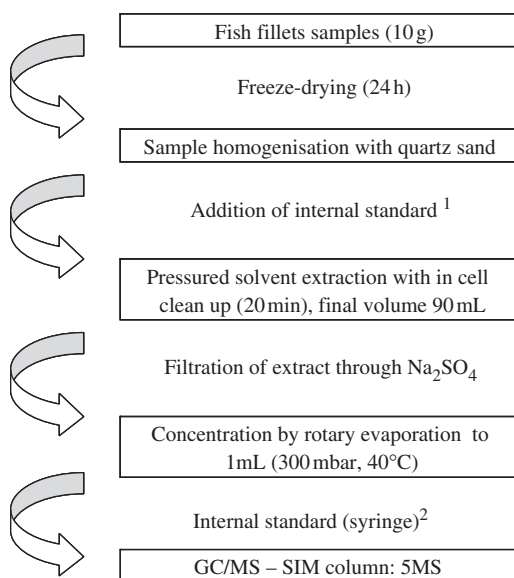 Fish fillets samples (10 g)
Freeze-drying (24 h)
Sample homogenisation with quartz sand
Addition of internal standard ¹
Pressured solvent extraction with in cell
clean up (20 min), final volume 90 mL
Filtration of extract through Na₂SO₄
Concentration by rotary evaporation to
1mL (300 mbar, 40°C)
Internal standard (syringe)²
GC/MS – SIM column: 5MS